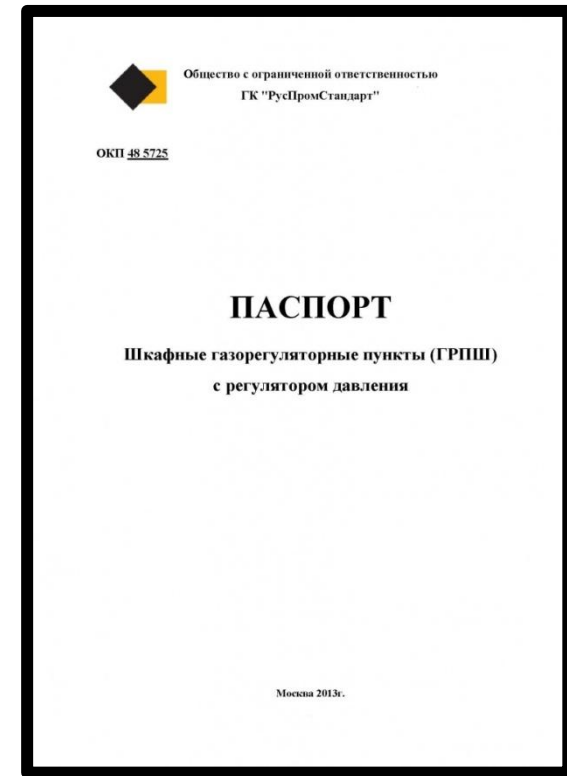 Общество с ограниченной ответственностью
ГК "РусПромСтандарт"
ОКП 48 5725
ПАСПОРТ
Шкафные газорегуляторные пункты (ГРПШ)
с регулятором давления
Москва 2013г.